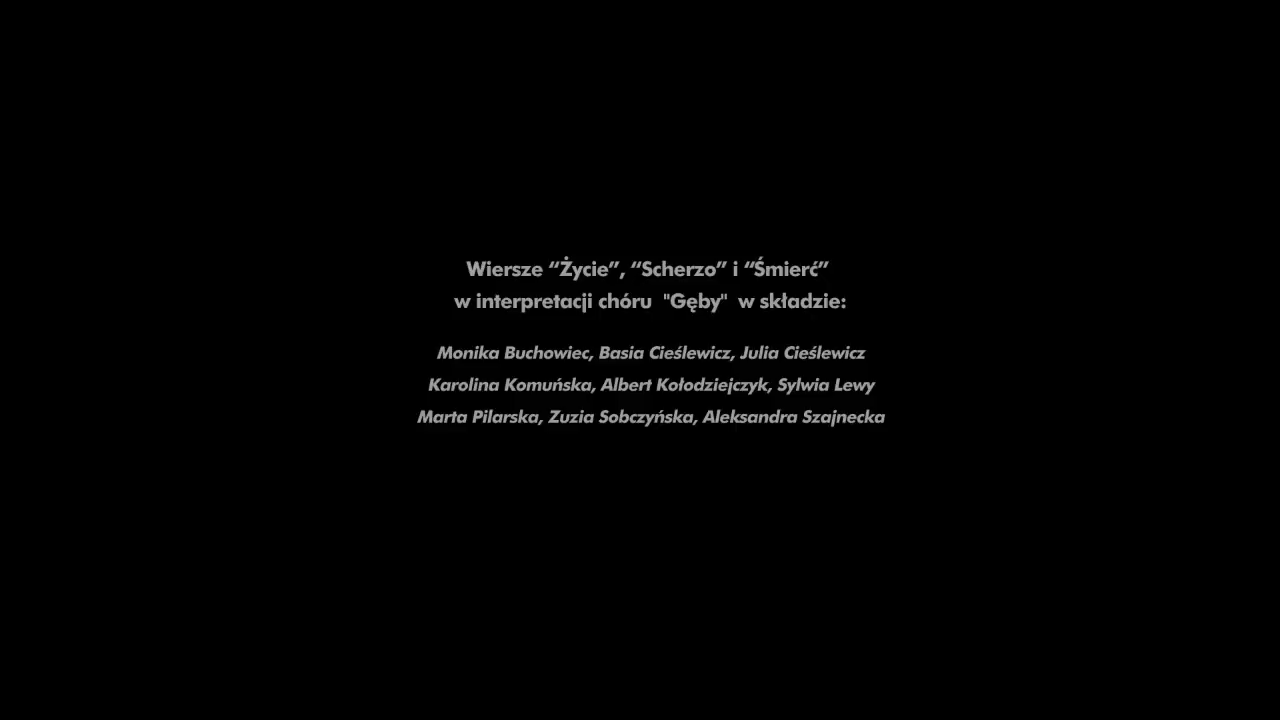 Wiersze “Życie”, “Scherzo” i “Śmierć”
w interpretacji chóru "Gęby" w składzie:
Monika Buchowiec, Basia Cieślewicz, Julia Cieślewicz
Karolina Komuńska, Albert Kołodziejczyk, Sylwia Lewy
Marta Pilarska, Zuzia Sobczyńska, Aleksandra Szajnecka